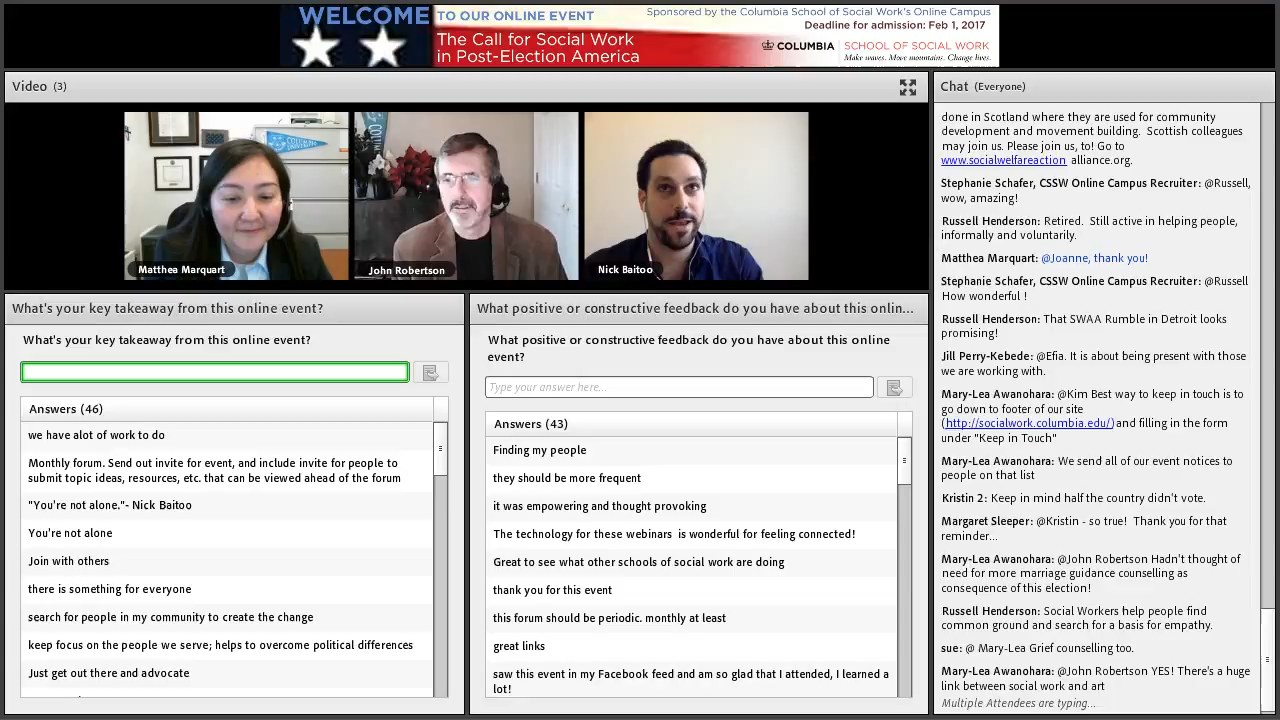 WELCOME TO OUR ONLINE EVENT
Sponsored by the Columbia School of Social Work's Online Campus
Deadline for admission: Feb 1, 2017
The Call for Social Work
in Post-Election America
COLUMBIA SCHOOL OF SOCIAL WORK
Make waves. Move mountains. Change lives.
Video (3)
Matthea Marquart
John Robertson
Nick Baitoo
What's your key takeaway from this online event?
What's your key takeaway from this online event?
Answers (46)
we have alot of work to do
Monthly forum. Send out invite for event, and include invite for people to
submit topic ideas, resources, etc. that can be viewed ahead of the forum
"You're not alone."- Nick Baitoo
You're not alone
Join with others
there is something for everyone
search for people in my community to create the change
keep focus on the people we serve; helps to overcome political differences
Just get out there and advocate
What positive or constructive feedback do you have about this onlin...
What positive or constructive feedback do you have about this online
event?
Type your answer here...
Answers (43)
Finding my people
they should be more frequent
it was empowering and thought provoking
The technology for these webinars is wonderful for feeling connected!
Great to see what other schools of social work are doing
thank you for this event
this forum should be periodic. monthly at least
great links
saw this event in my Facebook feed and am so glad that I attended, I learned a
lot!
Chat (Everyone)
done in Scotland where they are used for community
development and movement building. Scottish colleagues
may join us. Please join us, to! Go to
www.socialwelfareaction alliance.org.
Stephanie Schafer, CSSW Online Campus Recruiter: @Russell,
wow, amazing!
Russell Henderson: Retired. Still active in helping people,
informally and voluntarily.
Matthea Marquart: @Joanne, thank you!
Stephanie Schafer, CSSW Online Campus Recruiter: @Russell
How wonderful !
Russell Henderson: That SWAA Rumble in Detroit looks
promising!
Jill Perry-Kebede: @Efia. It is about being present with those
we are working with.
Mary-Lea Awanohara: @Kim Best way to keep in touch is to
go down to footer of our site
(http://socialwork.columbia.edu/) and filling in the form
under "Keep in Touch"
Mary-Lea Awanohara: We send all of our event notices to
people on that list
Kristin 2: Keep in mind half the country didn't vote.
Margaret Sleeper: @Kristin - so true! Thank you for that
reminder...
Mary-Lea Awanohara: @John Robertson Hadn't thought of
need for more marriage guidance counselling as
consequence of this election!
Russell Henderson: Social Workers help people find
common ground and search for a basis for empathy.
sue: @ Mary-Lea Grief counselling too.
Mary-Lea Awanohara: @John Robertson YES! There's a huge
link between social work and art
Multiple Attendees are typing...